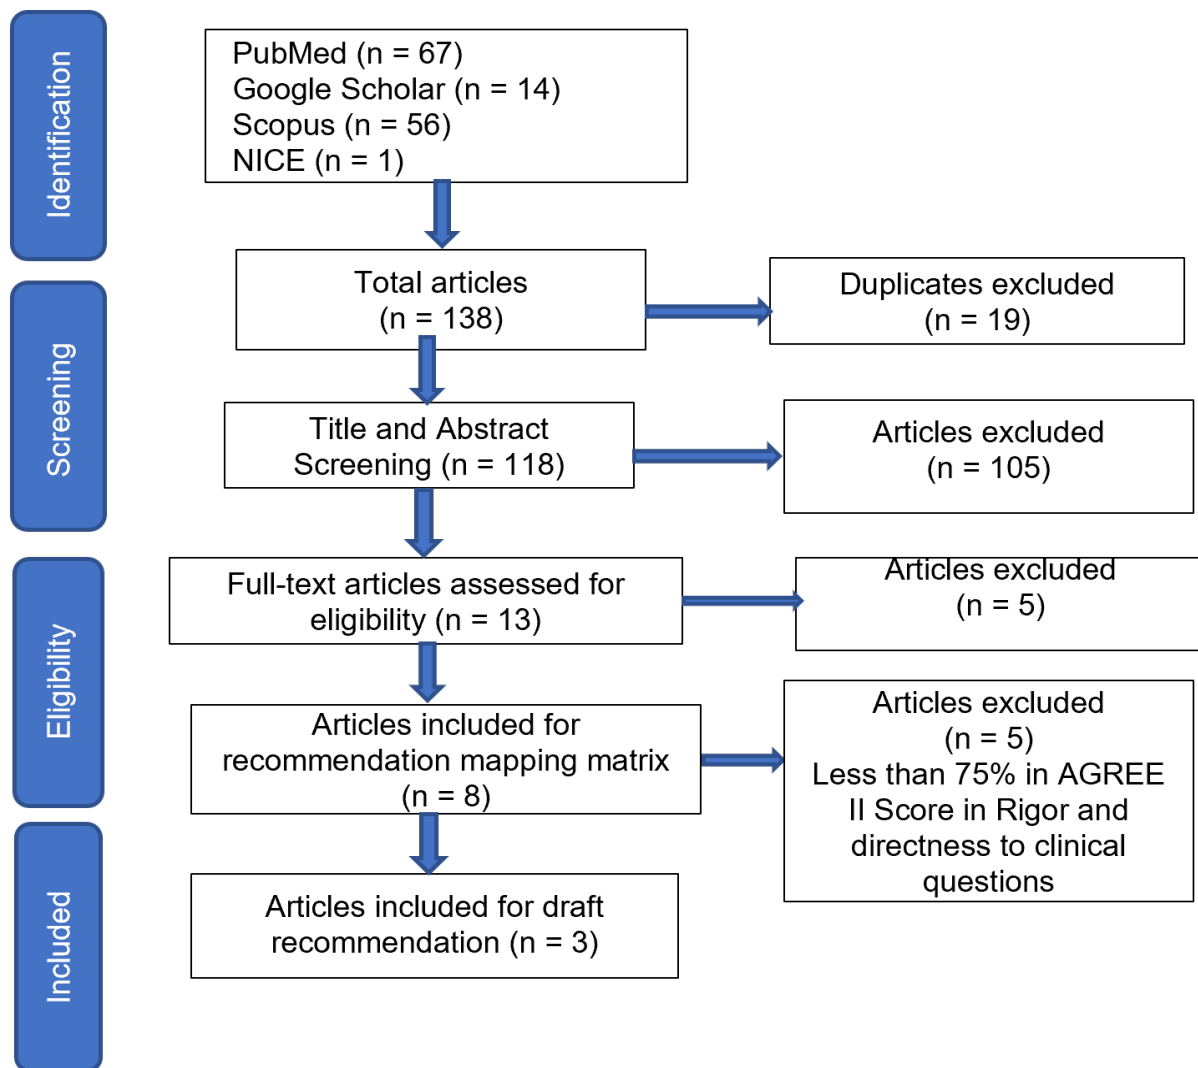 Identification
PubMed (n = 67)
Google Scholar (n = 14)
Scopus (n = 56)
NICE (n = 1)
Total articles
(n = 138)
Duplicates excluded
(n = 19)
Screening
Title and Abstract
Screening (n = 118)
Articles excluded
(n = 105)
Eligibility
Full-text articles assessed for
eligibility (n = 13)
Articles excluded
(n = 5)
Articles included for
recommendation mapping matrix
(n = 8)
Articles excluded
(n = 5)
Less than 75% in AGREE
II Score in Rigor and
directness to clinical
questions
Included
Articles included for draft
recommendation (n = 3)